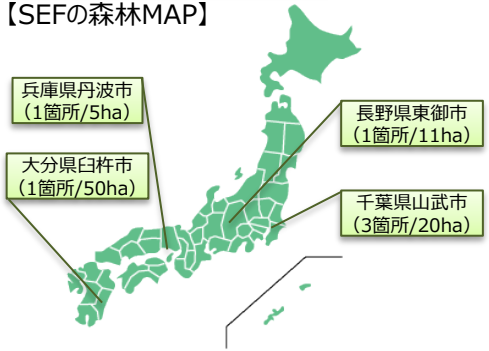 【SEFの森林MAP】
兵庫県丹波市
（1箇所/5ha）
長野県東御市
（1箇所/11ha）
大分県臼杵市
（1箇所/50ha）
千葉県山武市
（3箇所/20ha）